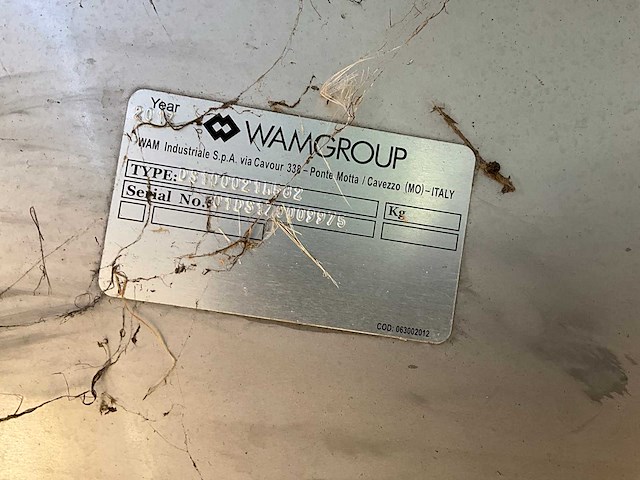 Year
WAMGROUP
WAM Industriale S.p.A. via Cavour 338 - Ponte Motta / Cavezzo (MO) - ITALY
TYPE:
Kg
Serial No.
COD: 063002012